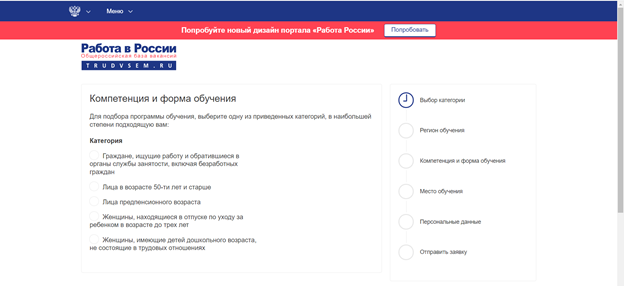 Меню
Попробуйте новый дизайн портала «Работа России»
Попробовать
Работа в России
Общероссийская база вакансий
TRUDVSEM.RU
Компетенция и форма обучения
Для подбора программы обучения, выберите одну из приведенных категорий, в наибольшей
степени подходящую вам:
Категория
Граждане, ищущие работу и обратившиеся в
органы службы занятости, включая безработных
граждан
Лица в возрасте 50-ти лет и старше
Лица предпенсионного возраста
Женщины, находящиеся в отпуске по уходу за
ребенком в возрасте до трех лет
Женщины, имеющие детей дошкольного возраста,
не состоящие в трудовых отношениях
Выбор категории
Регион обучения
Компетенция и форма обучения
Место обучения
Персональные данные
Отправить заявку